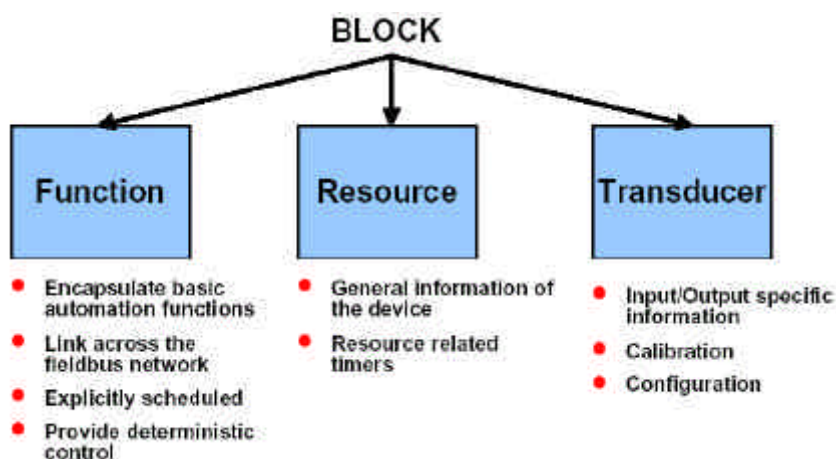 BLOCK
Function
Resource
Transducer
Encapsulate basic
automation functions
Link across the
fieldbus network
Explicitly scheduled
Provide deterministic
control
General information of
the device
Resource related
timers
Input/Output specific
information
Calibration
Configuration